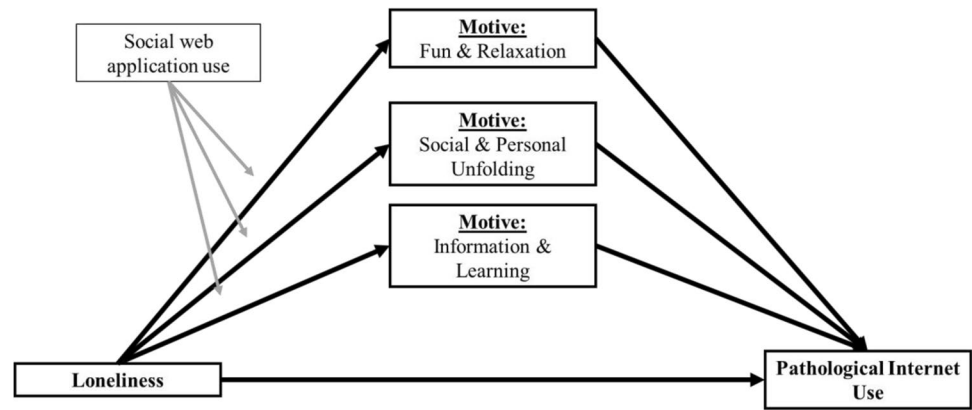 Social web
application use
Motive:
Fun & Relaxation
Motive:
Social & Personal
Unfolding
Motive:
Information &
Learning
Loneliness
Pathological Internet
Use